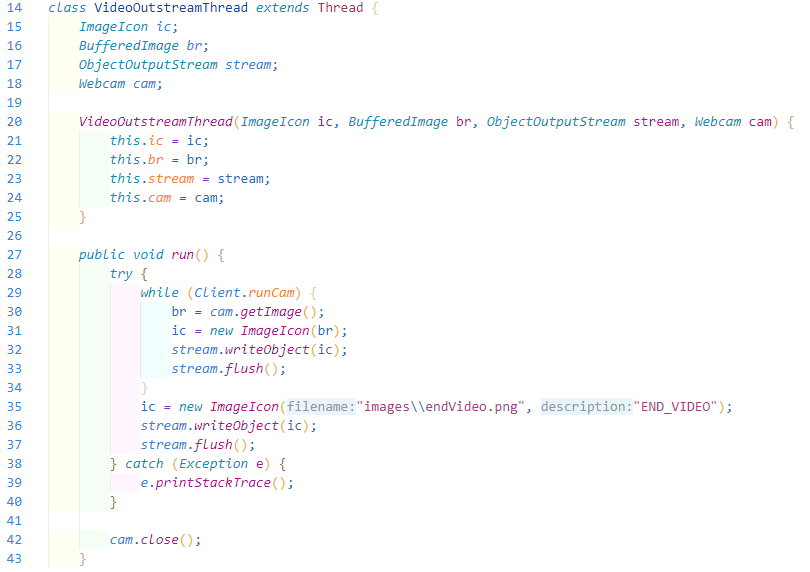 14 class VideoOutstreamThread extends Thread {
15     ImageIcon ic;
16     BufferedImage br;
17     ObjectOutputStream stream;
18     Webcam cam;
19
20     VideoOutstreamThread(ImageIcon ic, BufferedImage br, ObjectOutputStream stream, Webcam cam) {
21         this.ic = ic;
22         this.br = br;
23         this.stream = stream;
24         this.cam = cam;
25     }
26
27     public void run() {
28         try {
29             while (Client.runCam) {
30                 br = cam.getImage();
31                 ic = new ImageIcon(br);
32                 stream.writeObject(ic);
33                 stream.flush();
34             }
35             ic = new ImageIcon(filename:"images\\endVideo.png", description:"END_VIDEO");
36             stream.writeObject(ic);
37             stream.flush();
38         } catch (Exception e) {
39             e.printStackTrace();
40         }
41
42         cam.close();
43     }